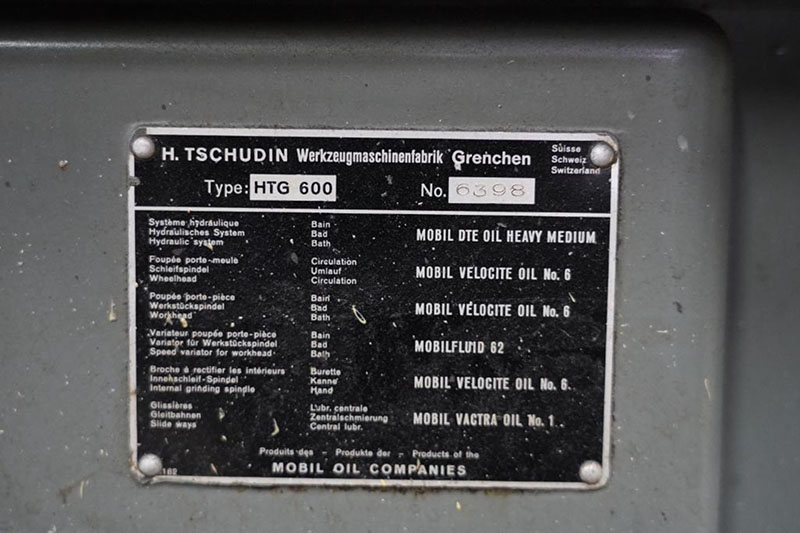 H. TSCHUDIN Werkzeugmaschinenfabrik Grenchen
Suisse
Schweiz
Switzerland
Type: HTG 600 No. 6398
Système hydraulique Bain
Hydraulisches System Bad MOBIL DTE OIL HEAVY MEDIUM
Hydraulic system Bath
Poupée porte-meule Circulation
Schleifspindel Umlauf MOBIL VELOCITE OIL No. 6
Wheelhead Circulation
Poupée porte-pièce Bain
Werkstückspindel Bad MOBIL VELOCITE OIL No. 6
Workhead Bath
Variateur poupée porte-pièce Bain
Variator für Werkstückspindel Bad MOBILFLUID 62
Speed variator for workhead Bath
Broche à rectifier les intérieurs Burette
Innenschleif-Spindel Kanne MOBIL VELOCITE OIL No. 6
Internal grinding spindle Hand
Glissières Lubr. centrale
Gleitbahnen Zentralschmierung MOBIL VACTRA OIL No. 1
Slide ways Central lubr.
Produits des - Produkte der - Products of the
MOBIL OIL COMPANIES